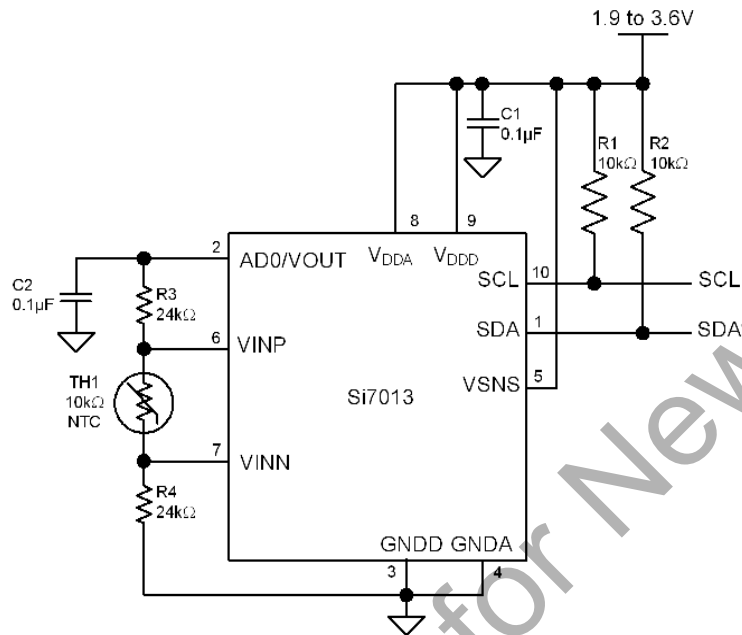 1.9 to 3.6V
C1
0.1µF
R1
10kΩ
R2
10kΩ
8
9
2
AD0/VOUT
VDDA
VDDD
SCL
10
SCL
C2
0.1µF
R3
24kΩ
SDA
1
SDA
6
VINP
VSNS
5
TH1
10kΩ
NTC
Si7013
7
VINN
R4
24kΩ
GNDD
GNDA
3
4
for New